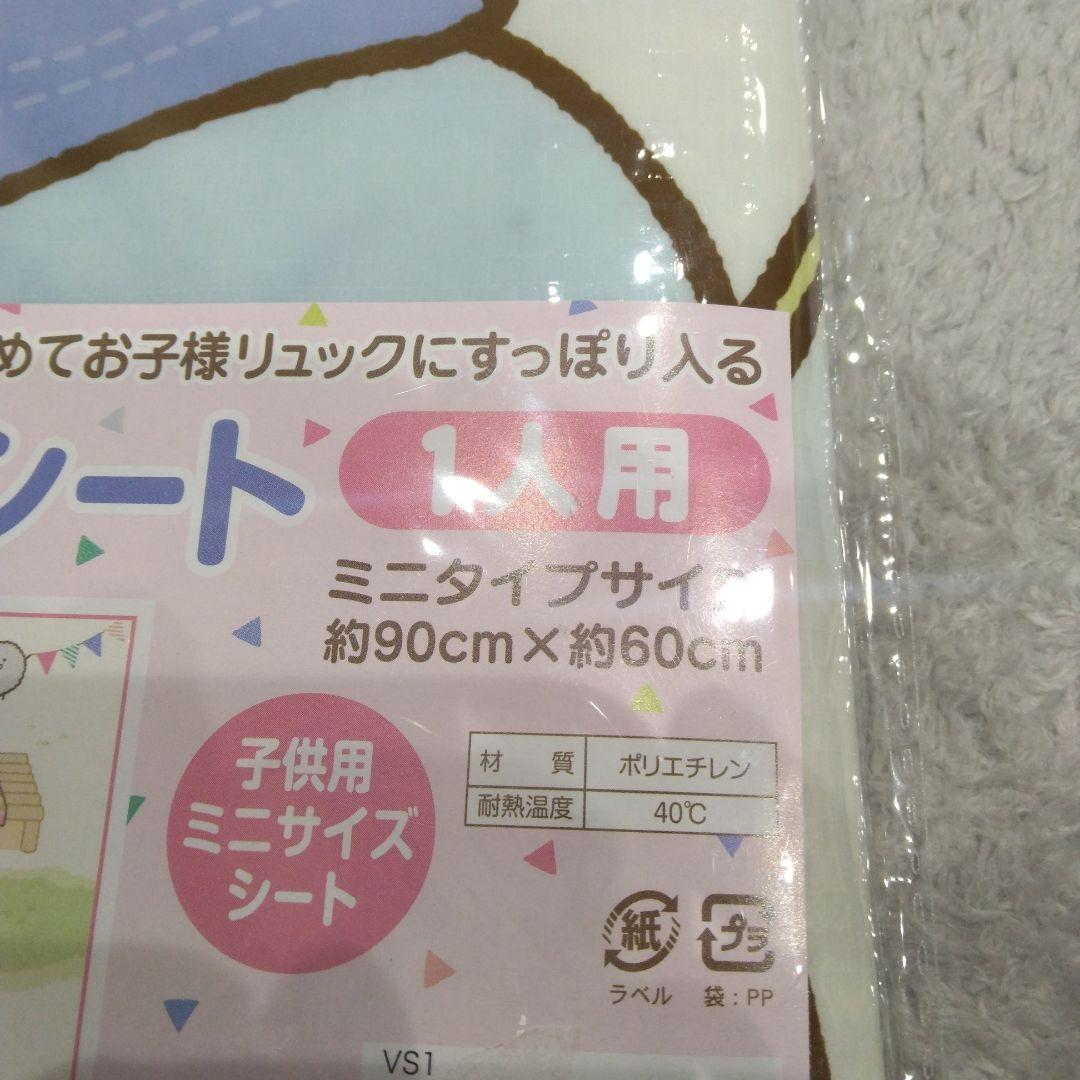 めてお子様リュックにすっぽり入る
シート 1人用
ミニタイプサイズ
約90cm×約60cm
子供用
ミニサイズ
シート
材 質 ポリエチレン
耐熱温度 40℃
紙 プラ
ラベル 袋:PP
VS1